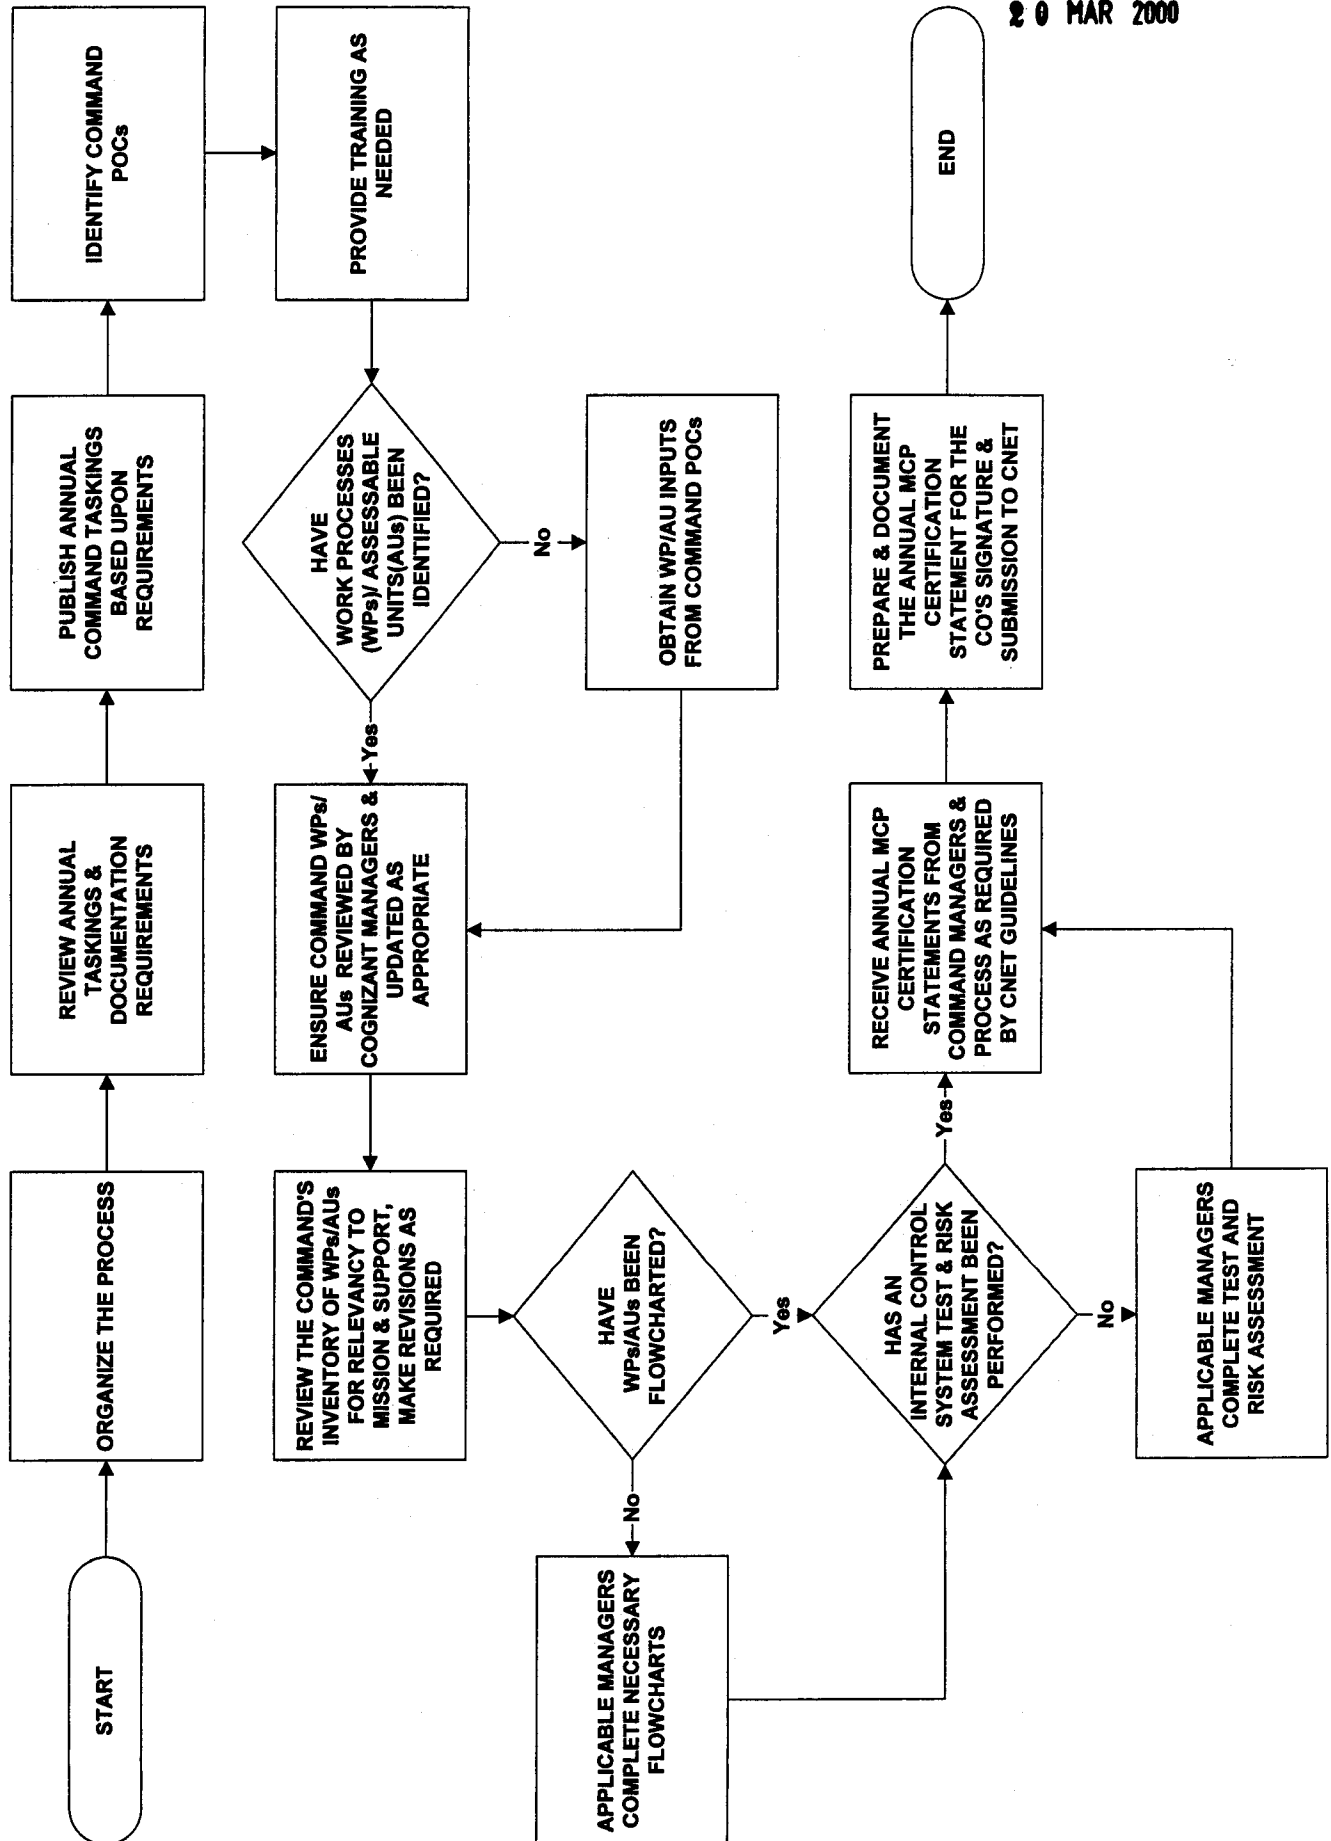 20 MAR 2000
START
ORGANIZE THE PROCESS
REVIEW ANNUAL
TASKINGS &
DOCUMENTATION
REQUIREMENTS
PUBLISH ANNUAL
COMMAND TASKINGS
BASED UPON
REQUIREMENTS
IDENTIFY COMMAND
POCs
PROVIDE TRAINING AS
NEEDED
HAVE
WORK PROCESSES
(WPs)/ ASSESSABLE
UNITS(AUs) BEEN
IDENTIFIED?
No
OBTAIN WP/AU INPUTS
FROM COMMAND POCs
Yes
ENSURE COMMAND WPs/
AUs REVIEWED BY
COGNIZANT MANAGERS &
UPDATED AS
APPROPRIATE
REVIEW THE COMMAND'S
INVENTORY OF WPs/AUs
FOR RELEVANCY TO
MISSION & SUPPORT,
MAKE REVISIONS AS
REQUIRED
HAVE
WPs/AUs BEEN
FLOWCHARTED?
No
APPLICABLE MANAGERS
COMPLETE NECESSARY
FLOWCHARTS
Yes
HAS AN
INTERNAL CONTROL
SYSTEM TEST & RISK
ASSESSMENT BEEN
PERFORMED?
No
APPLICABLE MANAGERS
COMPLETE TEST AND
RISK ASSESSMENT
Yes
RECEIVE ANNUAL MCP
CERTIFICATION
STATEMENTS FROM
COMMAND MANAGERS &
PROCESS AS REQUIRED
BY CNET GUIDELINES
PREPARE & DOCUMENT
THE ANNUAL MCP
CERTIFICATION
STATEMENT FOR THE
CO'S SIGNATURE &
SUBMISSION TO CNET
END